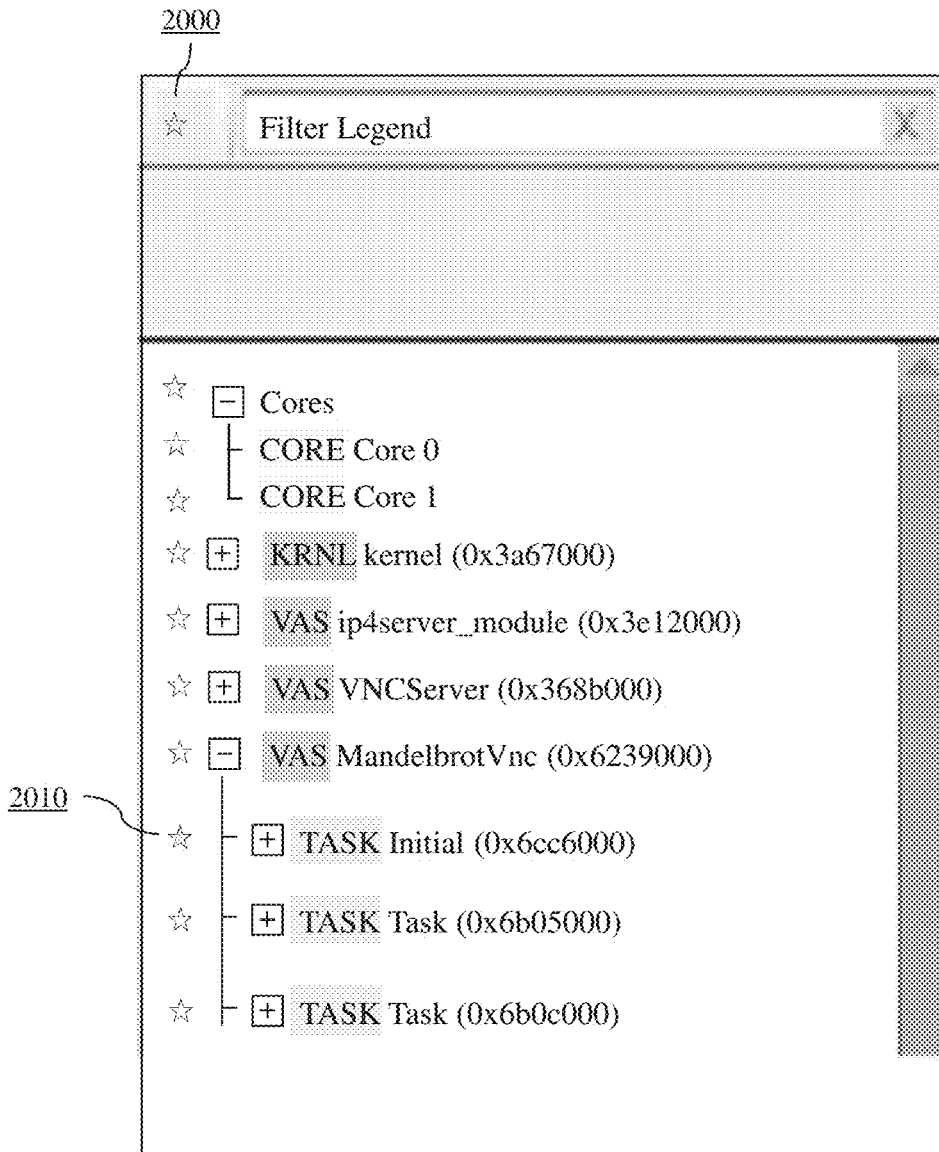 2000
Filter Legend
Cores
CORE Core 0
CORE Core 1
KRNL kernel (0x3a67000)
VAS ip4server_module (0x3e12000)
VAS VNCServer (0x368b000)
VAS MandelbrotVnc (0x6239000)
2010
TASK Initial (0x6cc6000)
TASK Task (0x6b05000)
TASK Task (0x6b0c000)